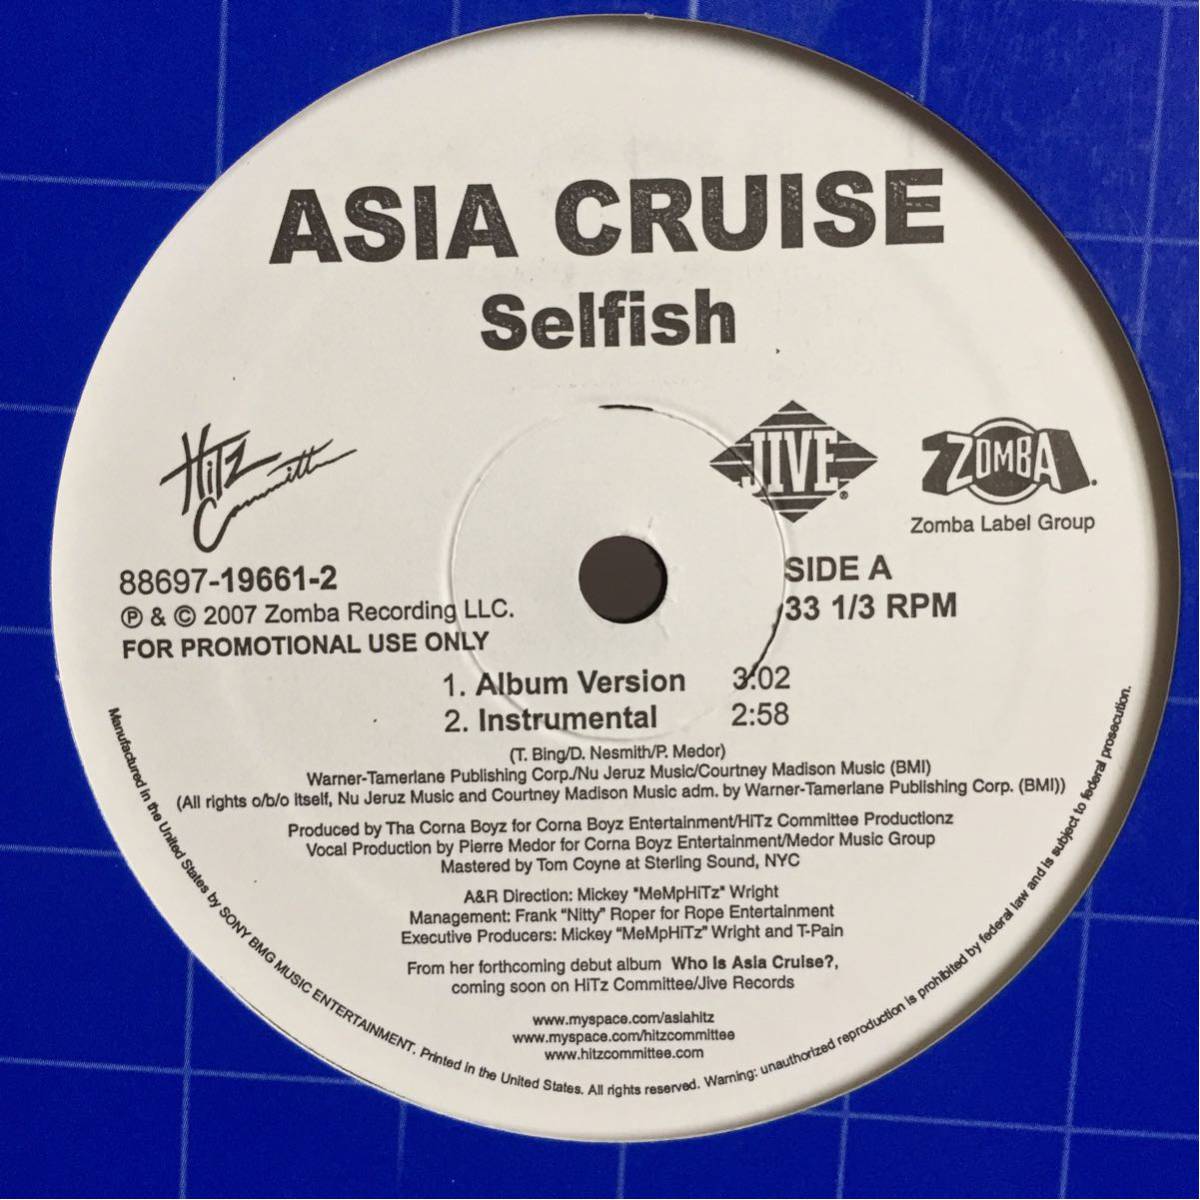 ASIA CRUISE
Selfish
HiTz Committee
JIVE®
ZOMBA.
Zomba Label Group
88697-19661-2
℗ & © 2007 Zomba Recording LLC.
FOR PROMOTIONAL USE ONLY
SIDE A
33 1/3 RPM
1. Album Version 3:02
2. Instrumental 2:58
(T. Bing/D. Nesmith/P. Medor)
Warner-Tamerlane Publishing Corp./Nu Jeruz Music/Courtney Madison Music (BMI)
(All rights o/b/o Itself, Nu Jeruz Music and Courtney Madison Music adm. by Warner-Tamerlane Publishing Corp. (BMI))
Produced by Tha Corna Boyz for Corna Boyz Entertainment/HiTz Committee Productionz
Vocal Production by Pierre Medor for Corna Boyz Entertainment/Medor Music Group
Mastered by Tom Coyne at Sterling Sound, NYC
A&R Direction: Mickey "MeMpHiTz" Wright
Management: Frank "Nitty" Roper for Rope Entertainment
Executive Producers: Mickey "MeMpHiTz" Wright and T-Pain
From her forthcoming debut album Who Is Asia Cruise?,
coming soon on HiTz Committee/Jive Records
www.myspace.com/asiahitz
www.myspace.com/hitzcommittee
www.hitzcommittee.com
Manufactured in the United States by SONY BMG MUSIC ENTERTAINMENT. Printed in the United States. All rights reserved. Warning: unauthorized reproduction is prohibited by federal law and is subject to federal prosecution.